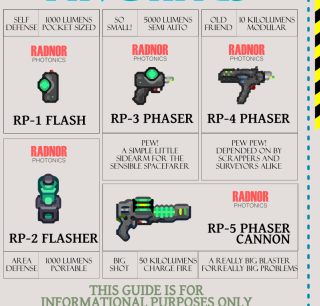 SELF
DEFENSE
1000 LUMENS
POCKET SIZED
SO
SMALL!
5000 LUMENS
SEMI AUTO
OLD
FRIEND
10 KILOLUMENS
MODULAR
RADNOR
PHOTONICS
RP-1 FLASH
RADNOR
PHOTONICS
RP-3 PHASER
RADNOR
PHOTONICS
RP-4 PHASER
PEW!
A SIMPLE LITTLE
SIDEARM FOR THE
SENSIBLE SPACEFARER
PEW PEW!
DEPENDED ON BY
SCRAPPERS AND
SURVEYORS ALIKE
RADNOR
PHOTONICS
RP-2 FLASHER
RADNOR
PHOTONICS
RP-5 PHASER
CANNON
AREA
DEFENSE
1000 LUMENS
PORTABLE
BIG
SHOT
50 KILOLUMENS
CHARGE FIRE
A REALLY BIG BLASTER
FORREALLY BIG PROBLEMS
THIS GUIDE IS FOR
INFORMATIONAL PURPOSES ONLY